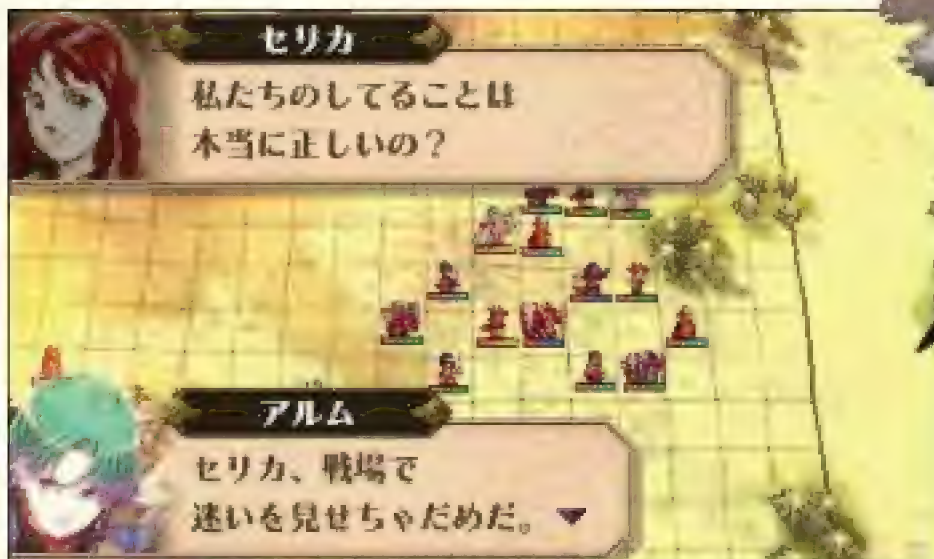 セリカ
私たちのしてることは
本当に正しいの？
アルム
セリカ、戦場で
迷いを見せちゃだめだ。